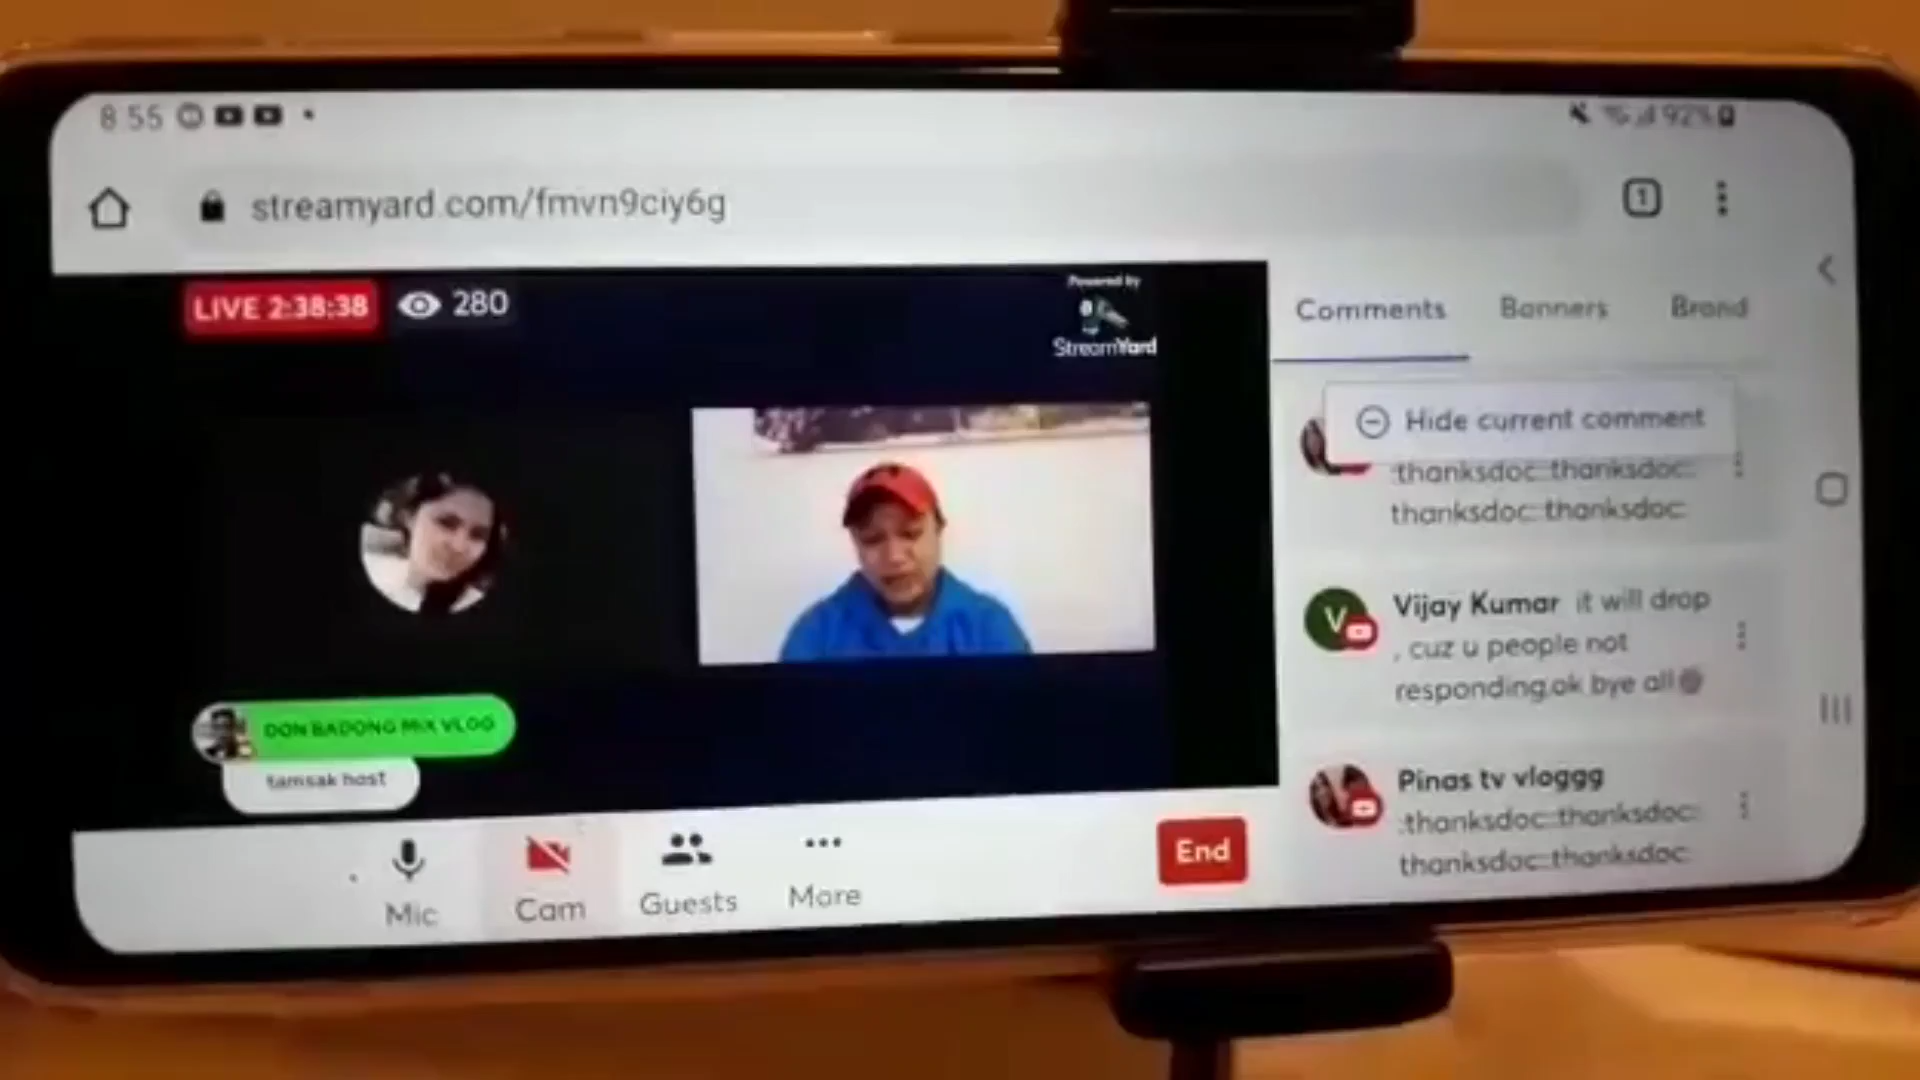 8 55
92%
streamyard.com/fmvn9ciy6g
1
LIVE 2:38:38 280
Powered by
StreamYard
DON BADONG MIX VLOG
tamsak host
Mic
Cam
Guests
More
End
Comments Banners Brand
Hide current comment
:thanksdoc::thanksdoc:
thanksdoc::thanksdoc:
V
Vijay Kumar it will drop
, cuz u people not
responding.ok bye all
Pinas tv vloggg
:thanksdoc::thanksdoc:
thanksdoc::thanksdoc: